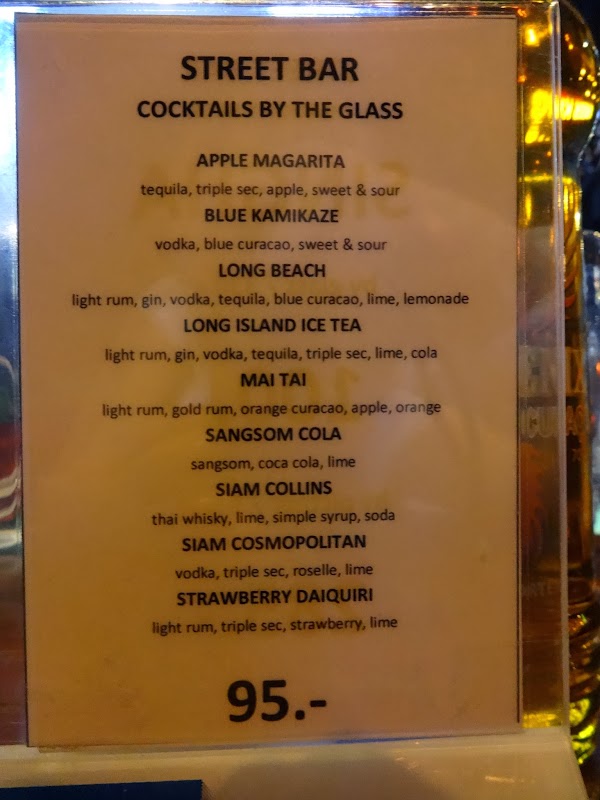 STREET BAR
COCKTAILS BY THE GLASS
APPLE MAGARITA
tequila, triple sec, apple, sweet & sour
BLUE KAMIKAZE
vodka, blue curacao, sweet & sour
LONG BEACH
light rum, gin, vodka, tequila, blue curacao, lime, lemonade
LONG ISLAND ICE TEA
light rum, gin, vodka, tequila, triple sec, lime, cola
MAI TAI
light rum, gold rum, orange curacao, apple, orange
SANGSOM COLA
sangsom, coca cola, lime
SIAM COLLINS
thai whisky, lime, simple syrup, soda
SIAM COSMOPOLITAN
vodka, triple sec, roselle, lime
STRAWBERRY DAIQUIRI
light rum, triple sec, strawberry, lime
95.-